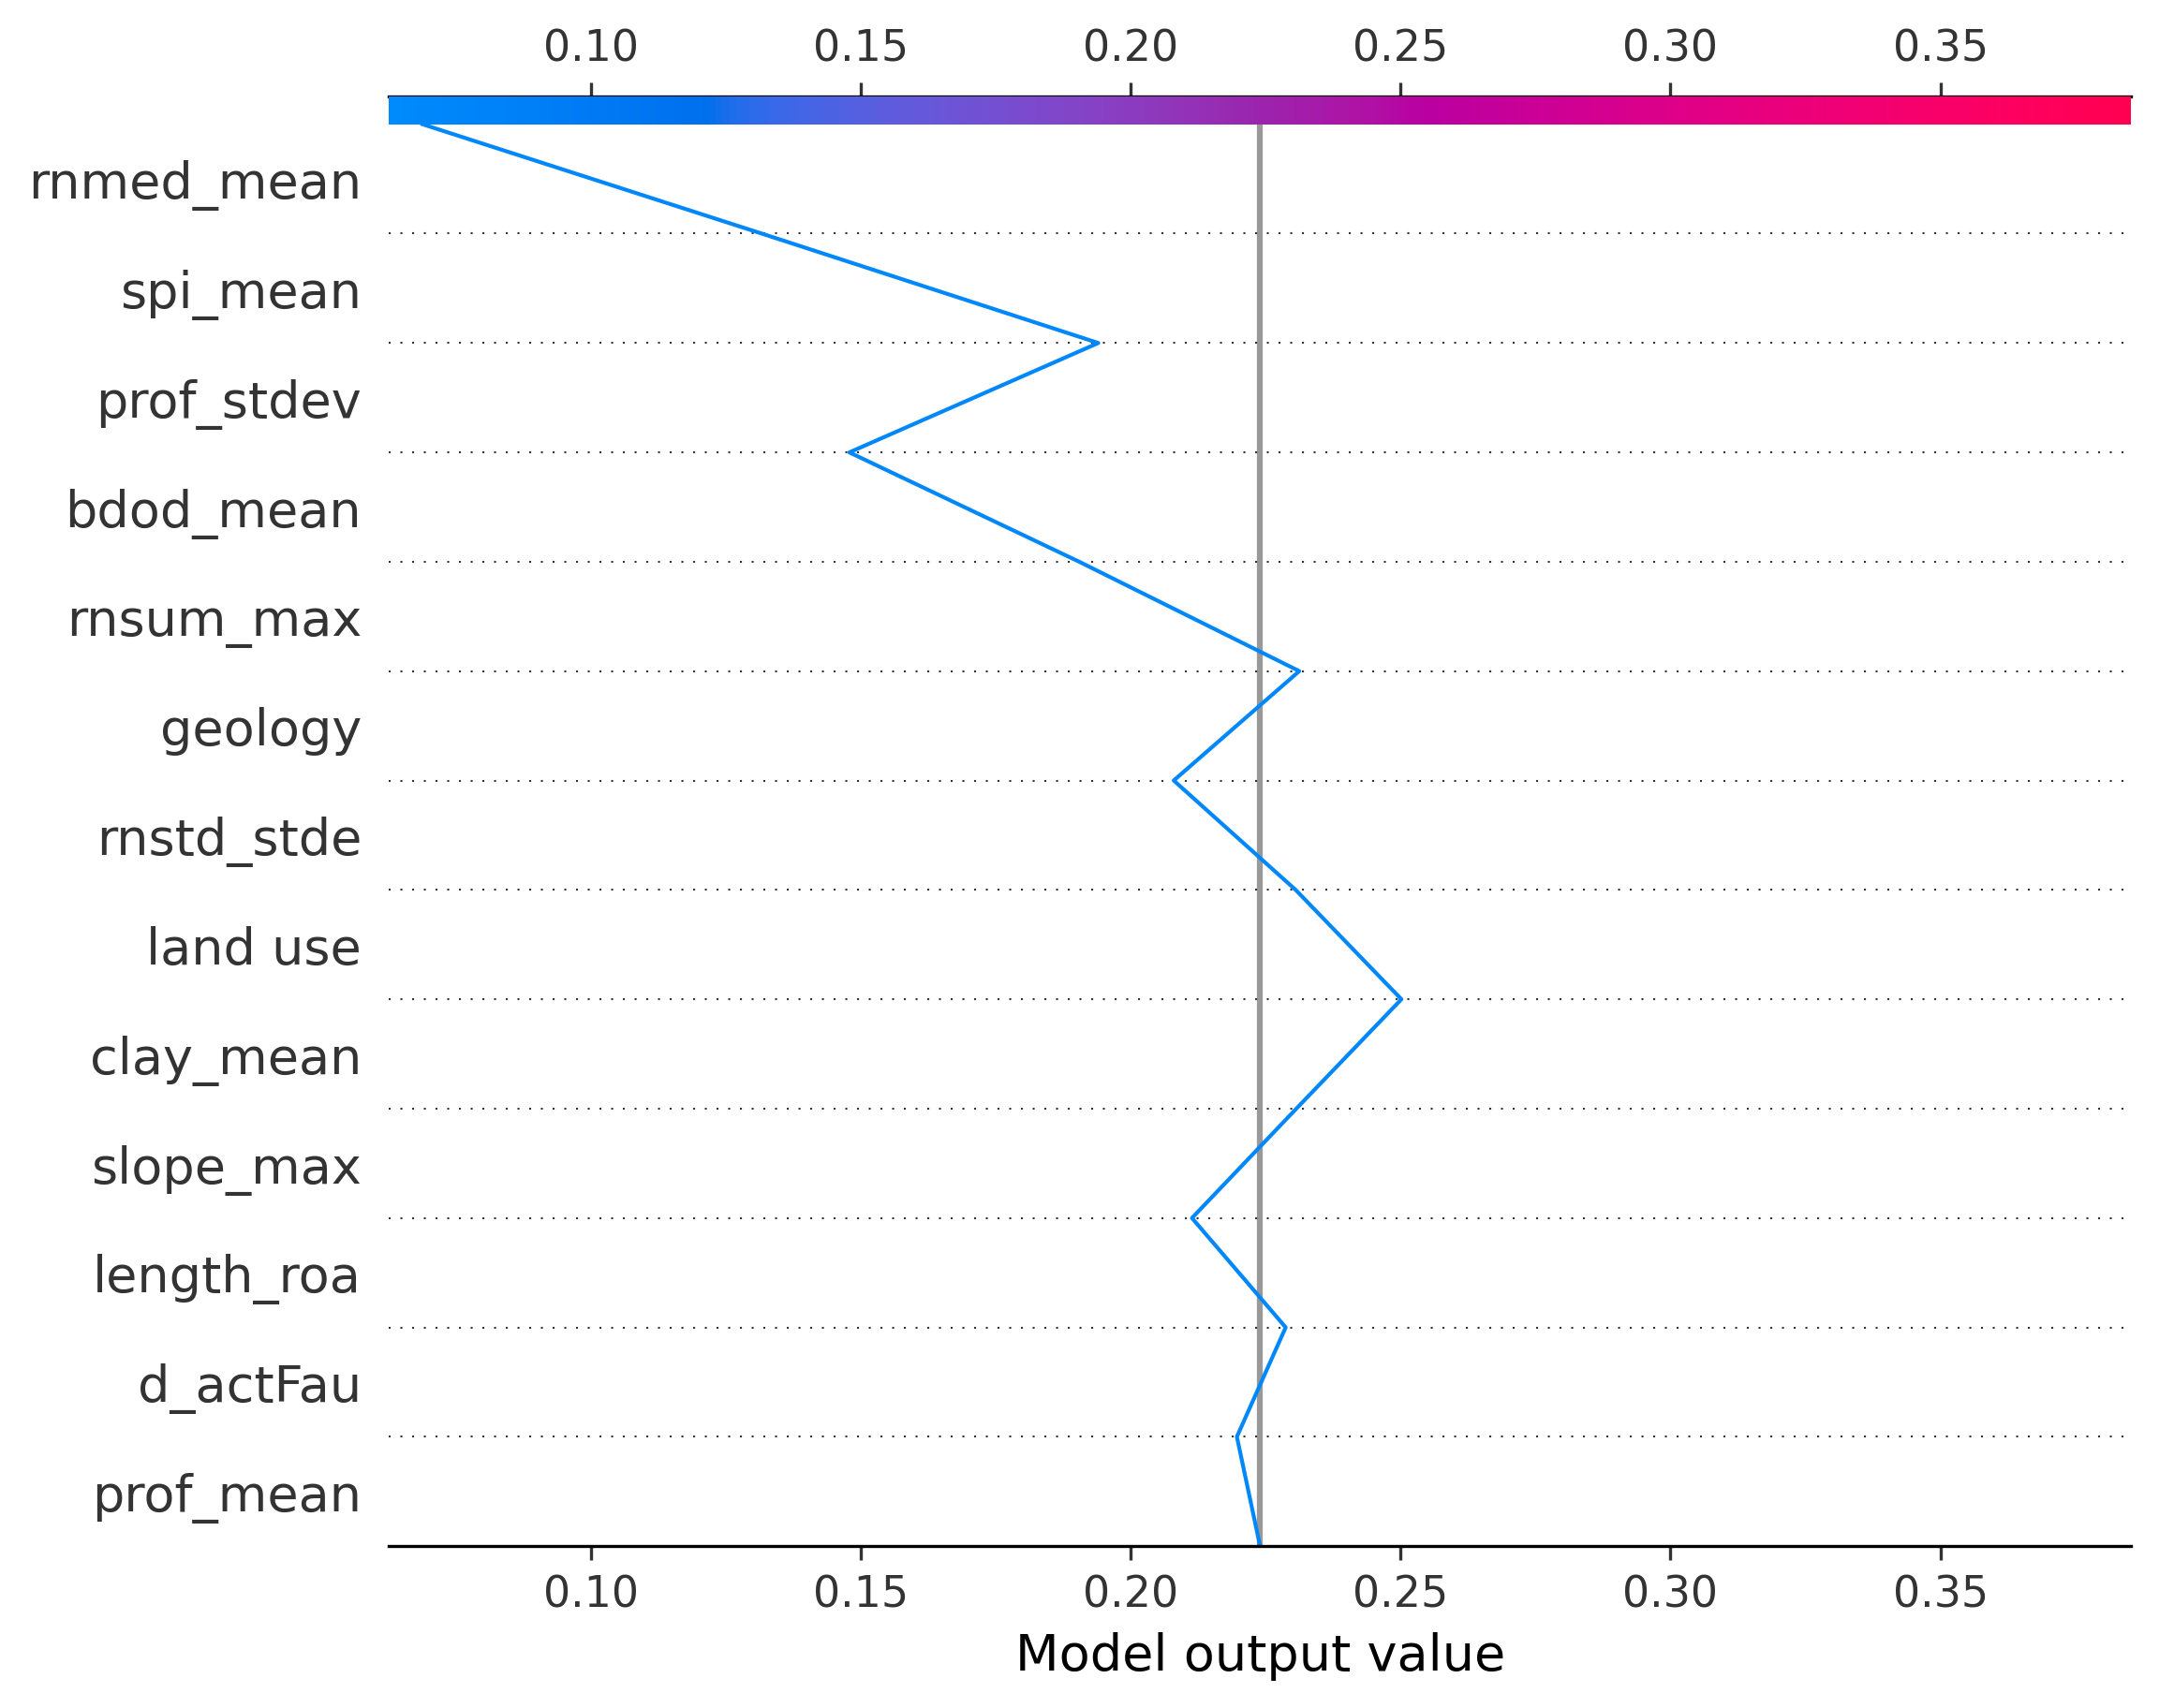 0.10 0.15 0.20 0.25 0.30 0.35
rnmed_mean
spi_mean
prof_stdev
bdod_mean
rnsum_max
geology
rnstd_stde
land use
clay_mean
slope_max
length_roa
d_actFau
prof_mean
0.10 0.15 0.20 0.25 0.30 0.35
Model output value